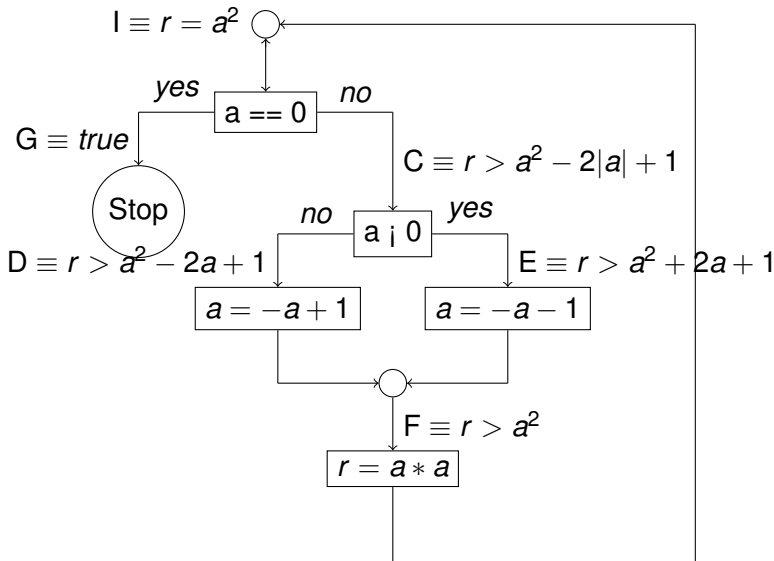 I ≡ r = a²
yes
no
a == 0
G ≡ true
C ≡ r > a² − 2|a| + 1
Stop
no
yes
a ¡ 0
D ≡ r > a² − 2a + 1
E ≡ r > a² + 2a + 1
a = −a + 1
a = −a − 1
F ≡ r > a²
r = a ∗ a